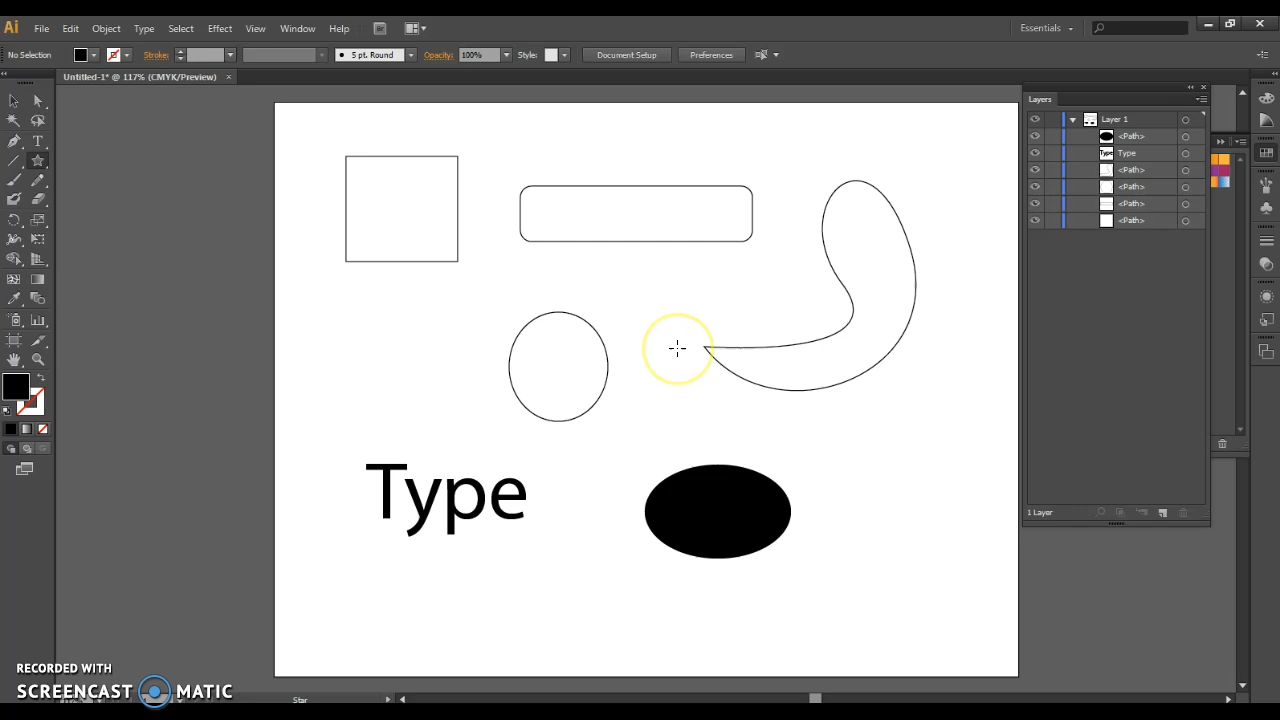 Ai File Edit Object Type Select Effect View Window Help Br Essentials
No Selection Stroke: 5 pt. Round Opacity: 100% Style: Document Setup Preferences
Untitled-1* @ 117% (CMYK/Preview) ×
Layers
Layer 1
<Path>
Type Type
<Path>
<Path>
<Path>
<Path>
Type
1 Layer
RECORDED WITH
SCREENCAST MATIC
Star